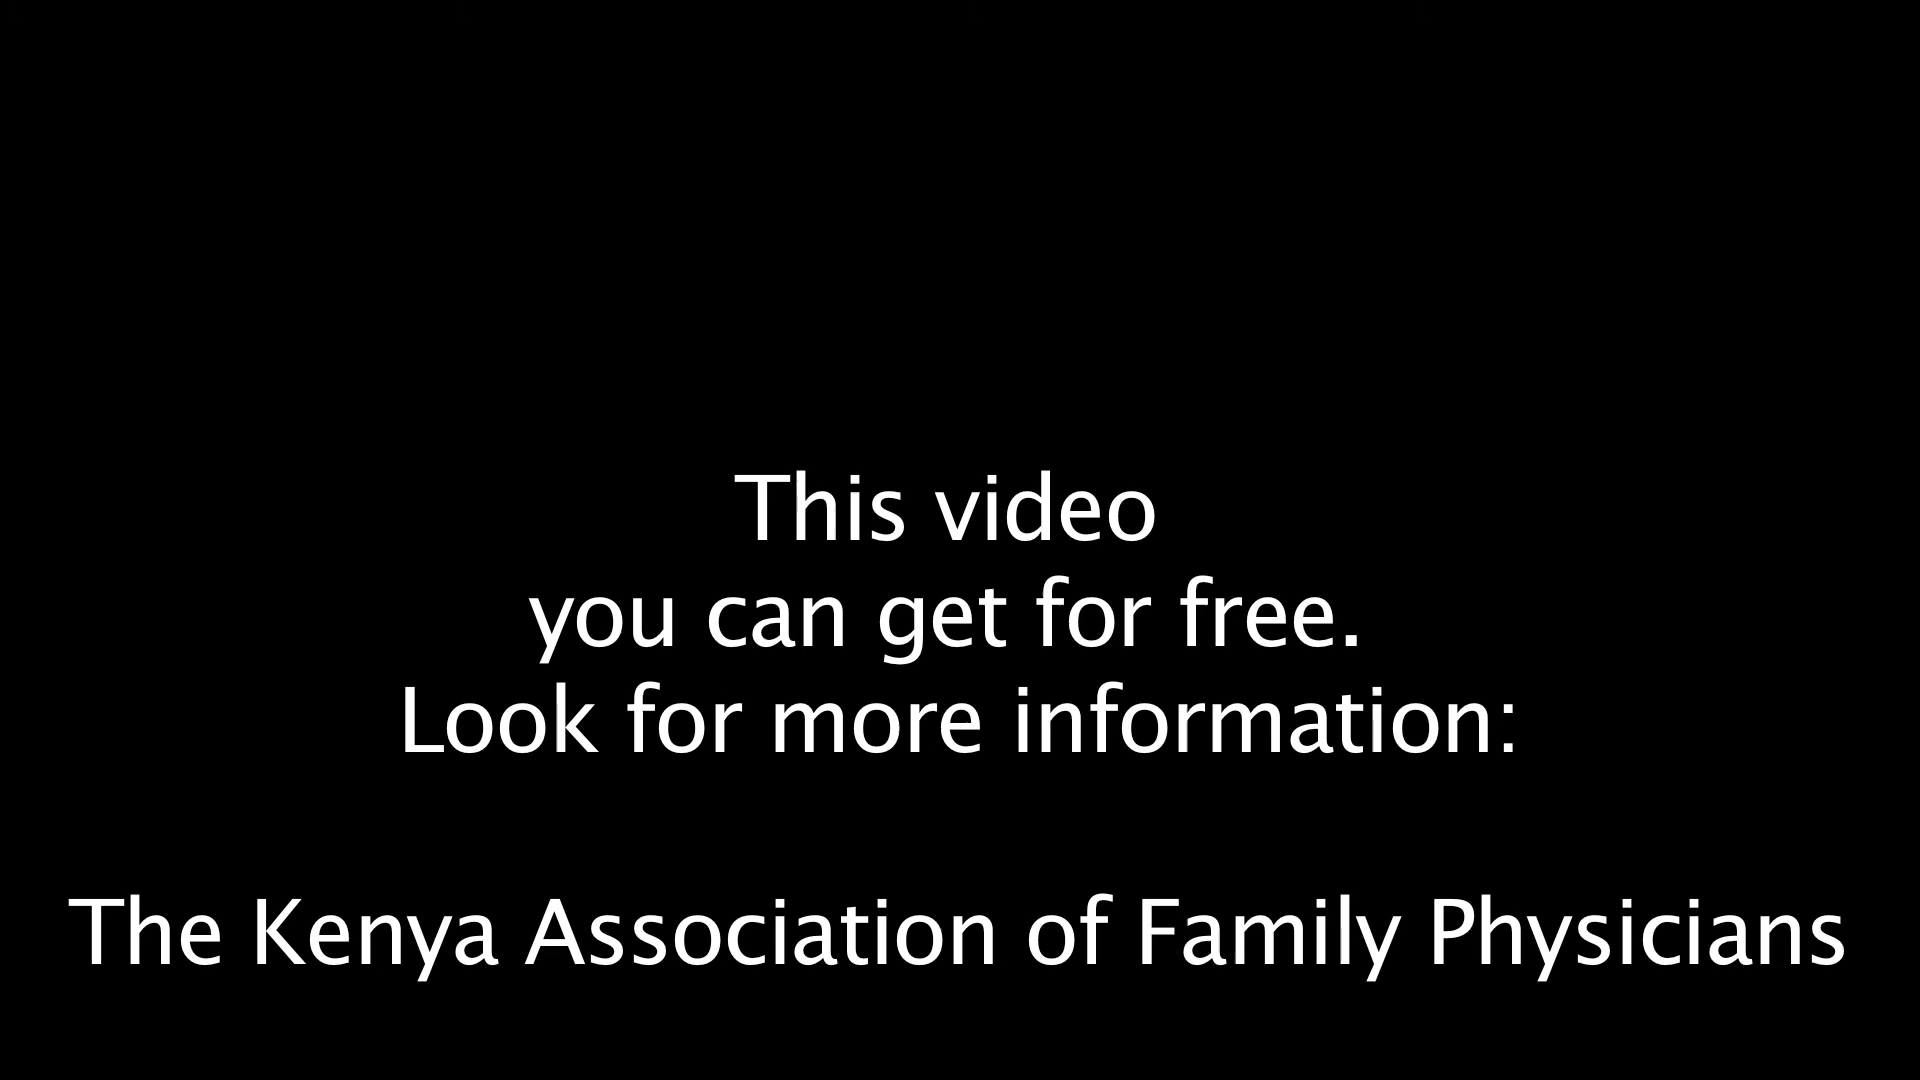 This video
you can get for free.
Look for more information:
The Kenya Association of Family Physicians